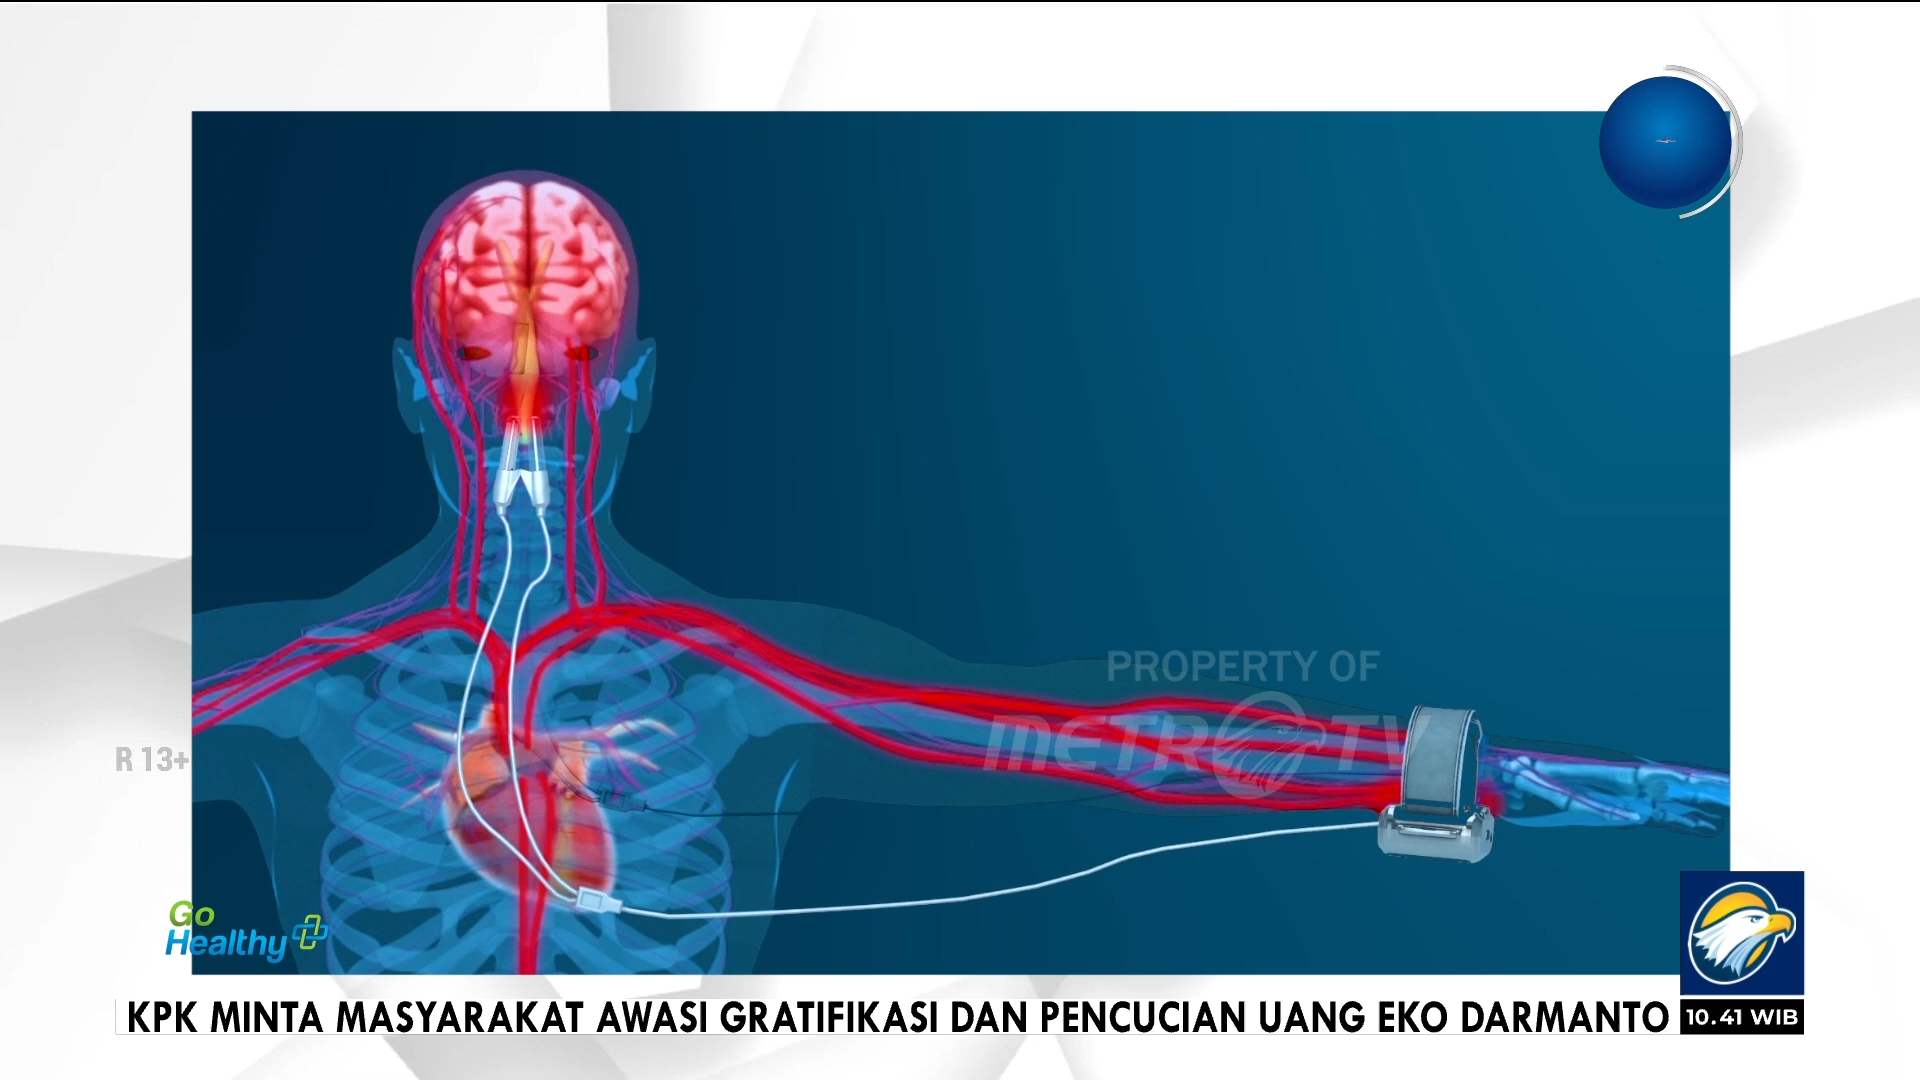 PROPERTY OF
METRO TV
R 13+
Go
Healthy
KPK MINTA MASYARAKAT AWASI GRATIFIKASI DAN PENCUCIAN UANG EKO DARMANTO
10.41 WIB